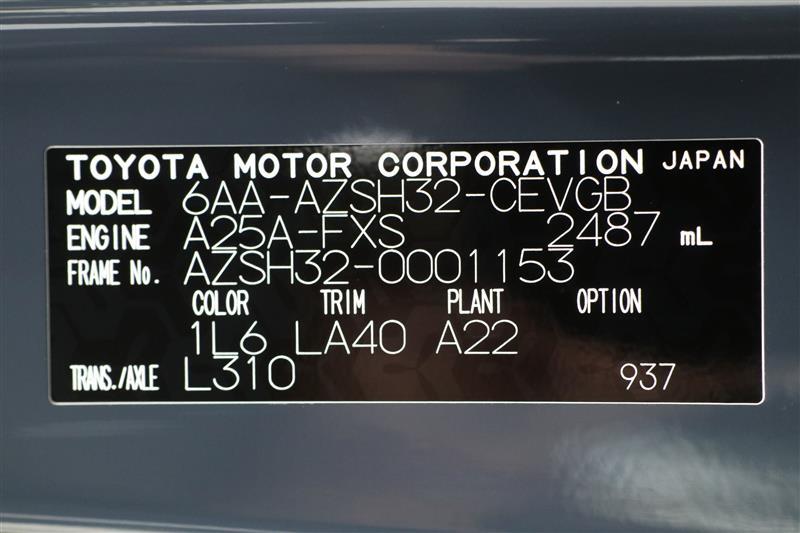 TOYOTA MOTOR CORPORATION JAPAN
MODEL 6AA-AZSH32-CEVGB
ENGINE A25A-FXS 2487 mL
FRAME No. AZSH32-0001153
COLOR TRIM PLANT OPTION
1L6 LA40 A22
TRANS./AXLE L310 937